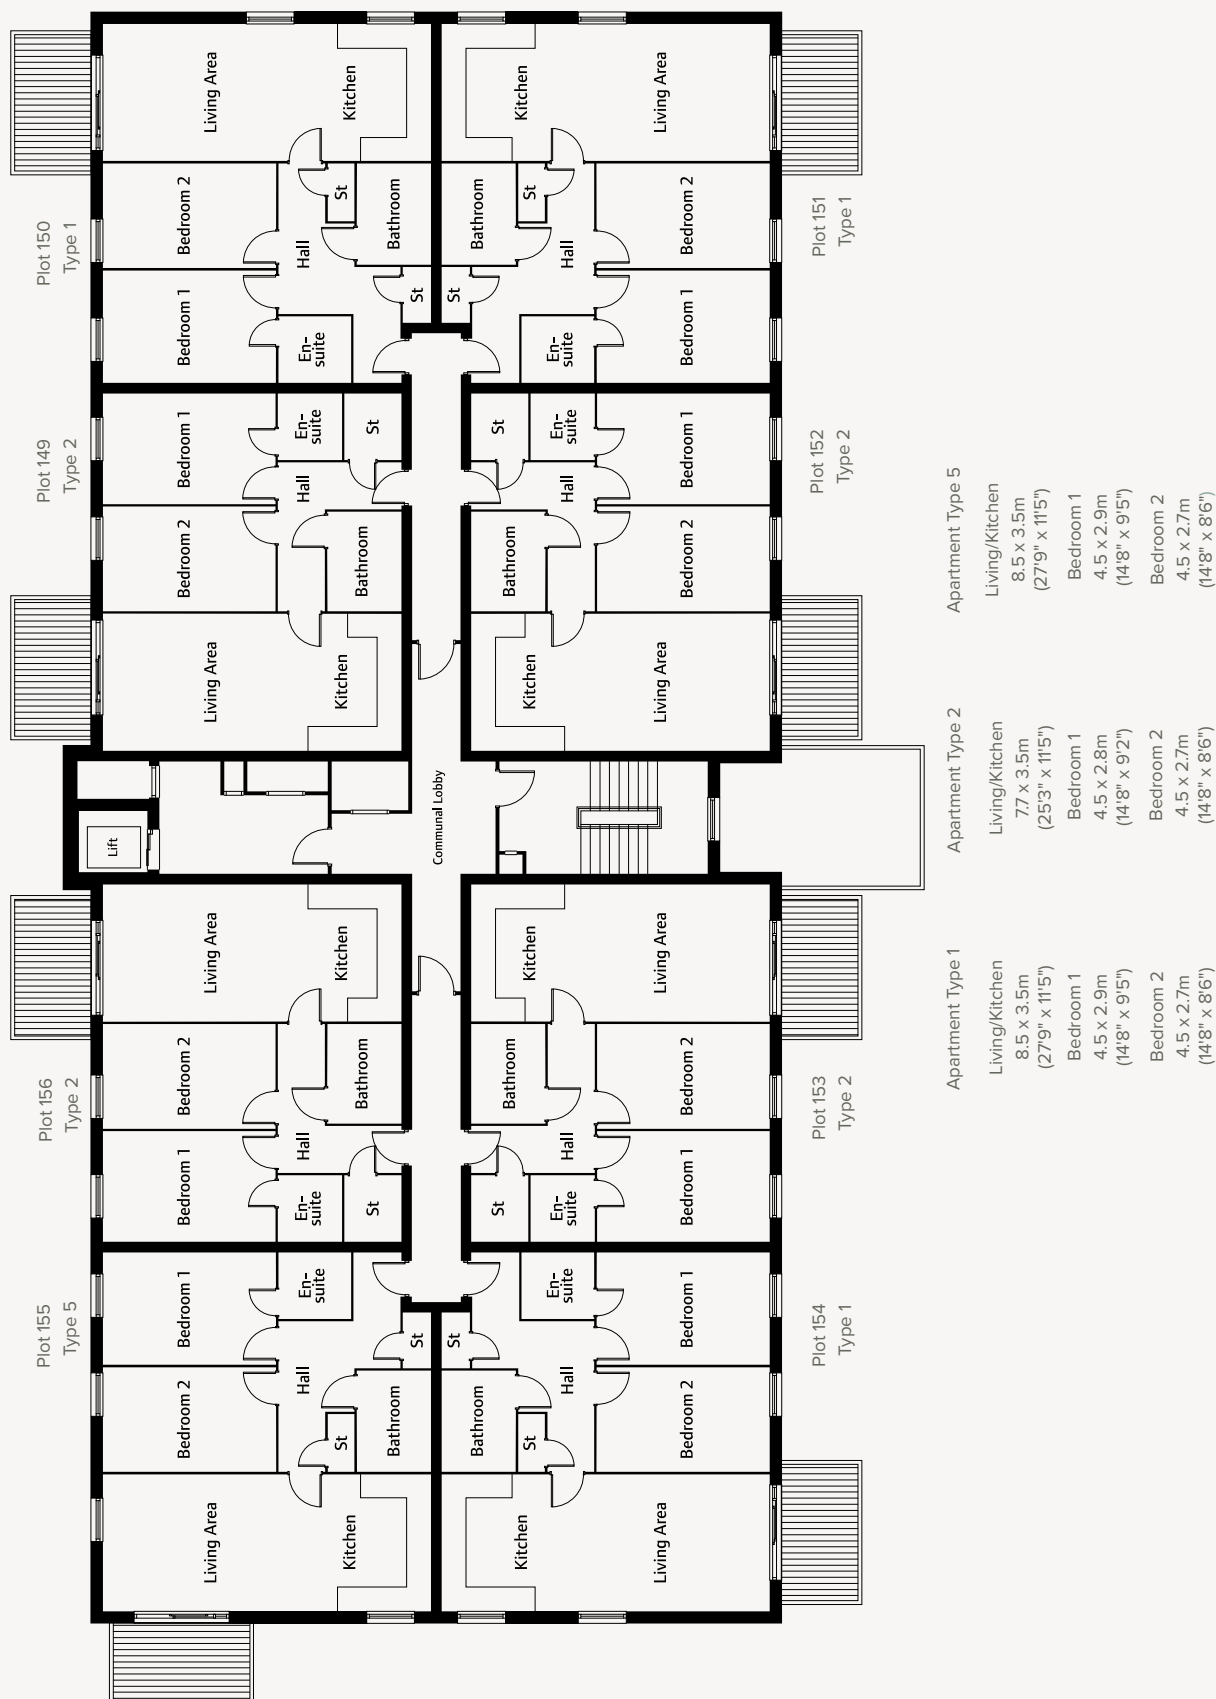 Plot 155
Type 5
Living Area
Kitchen
Bedroom 2
St
Bathroom
Hall
St
Bedroom 1
En-
suite
Plot 156
Type 2
Bedroom 1
En-
suite
St
Hall
Bedroom 2
Bathroom
Living Area
Kitchen
Lift
Communal Lobby
Plot 149
Type 2
Living Area
Kitchen
Bedroom 2
Bathroom
Hall
Bedroom 1
En-
suite
St
Plot 150
Type 1
Bedroom 1
En-
suite
St
Hall
Bedroom 2
St
Bathroom
Living Area
Kitchen
Kitchen
Living Area
St
Bathroom
Bedroom 2
Hall
St
En-
suite
Bedroom 1
Plot 154
Type 1
St
En-
suite
Bedroom 1
Hall
Bathroom
Bedroom 2
Kitchen
Living Area
Plot 153
Type 2
Kitchen
Living Area
Bathroom
Bedroom 2
Hall
St
En-
suite
Bedroom 1
Plot 152
Type 2
En-
suite
Bedroom 1
St
Hall
Bathroom
St
Bedroom 2
Kitchen
Living Area
Plot 151
Type 1
Apartment Type 1
Living/Kitchen
8.5 x 3.5m
(27'9" x 11'5")
Bedroom 1
4.5 x 2.9m
(14'8" x 9'5")
Bedroom 2
4.5 x 2.7m
(14'8" x 8'6")
Apartment Type 2
Living/Kitchen
7.7 x 3.5m
(25'3" x 11'5")
Bedroom 1
4.5 x 2.8m
(14'8" x 9'2")
Bedroom 2
4.5 x 2.7m
(14'8" x 8'6")
Apartment Type 5
Living/Kitchen
8.5 x 3.5m
(27'9" x 11'5")
Bedroom 1
4.5 x 2.9m
(14'8" x 9'5")
Bedroom 2
4.5 x 2.7m
(14'8" x 8'6")